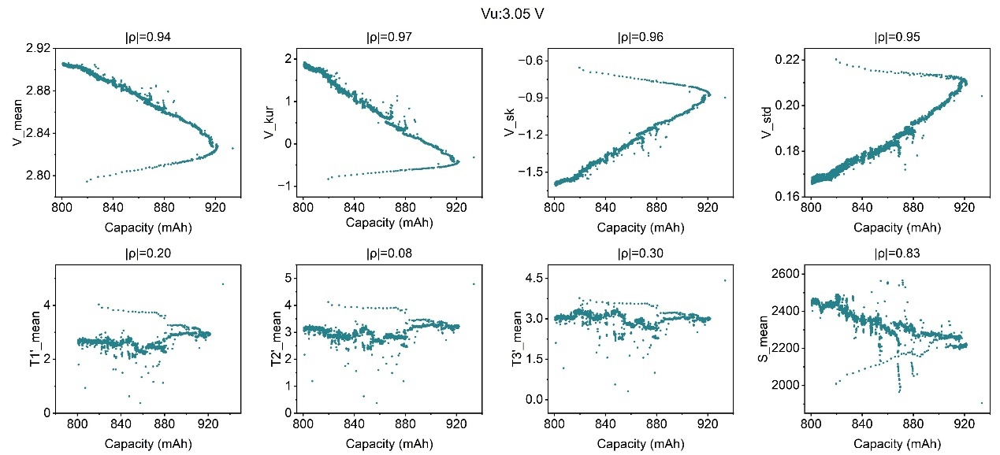 Vu:3.05 V
|ρ|=0.94
2.92
2.88
2.84
2.80
V_mean
800 840 880 920
Capacity (mAh)
|ρ|=0.97
2
1
0
−1
V_kur
800 840 880 920
Capacity (mAh)
|ρ|=0.96
−0.6
−0.9
−1.2
−1.5
V_sk
800 840 880 920
Capacity (mAh)
|ρ|=0.95
0.22
0.20
0.18
0.16
V_std
800 840 880 920
Capacity (mAh)
|ρ|=0.20
4
2
0
T1'_mean
800 840 880 920
Capacity (mAh)
|ρ|=0.08
5
4
3
2
1
0
T2'_mean
800 840 880 920
Capacity (mAh)
|ρ|=0.30
4.5
3.0
1.5
0.0
T3'_mean
800 840 880 920
Capacity (mAh)
|ρ|=0.83
2600
2400
2200
2000
S_mean
800 840 880 920
Capacity (mAh)